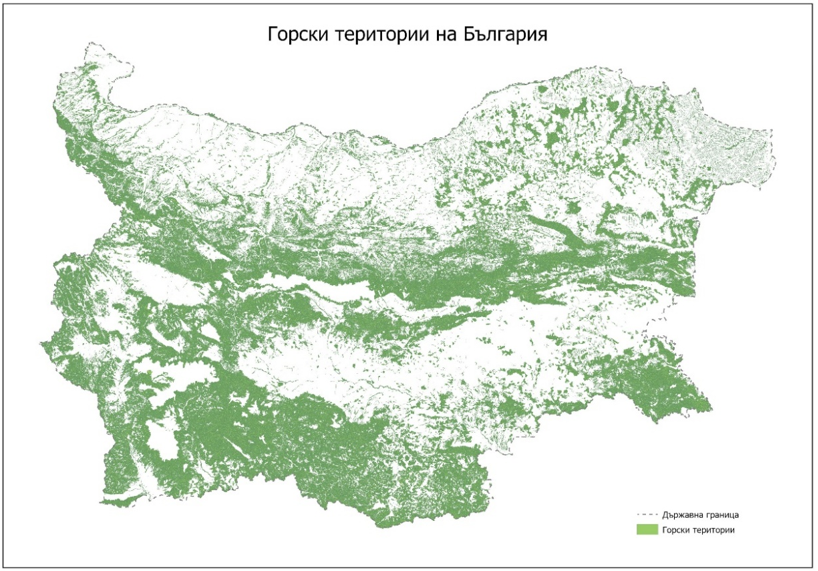 Горски територии на България
Държавна граница
Горски територии